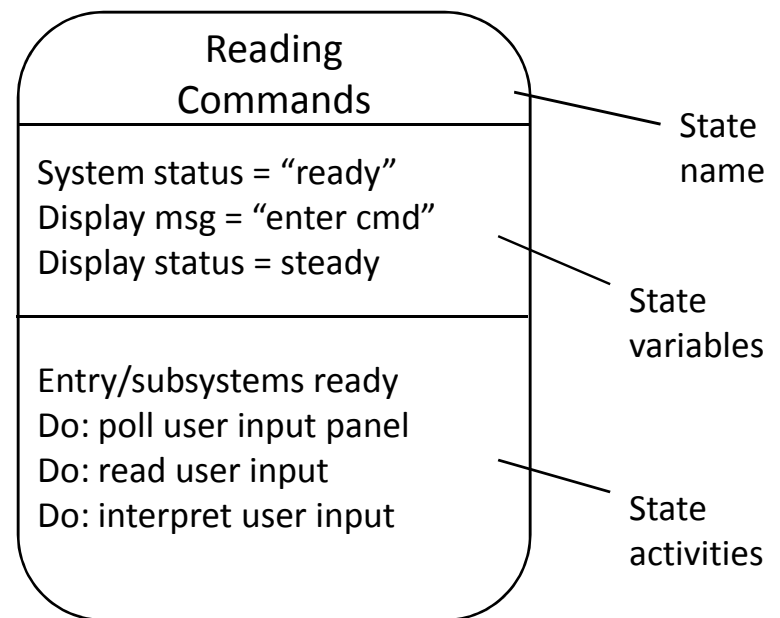 Reading
Commands
System status = “ready”
Display msg = “enter cmd”
Display status = steady
Entry/subsystems ready
Do: poll user input panel
Do: read user input
Do: interpret user input
State
name
State
variables
State
activities